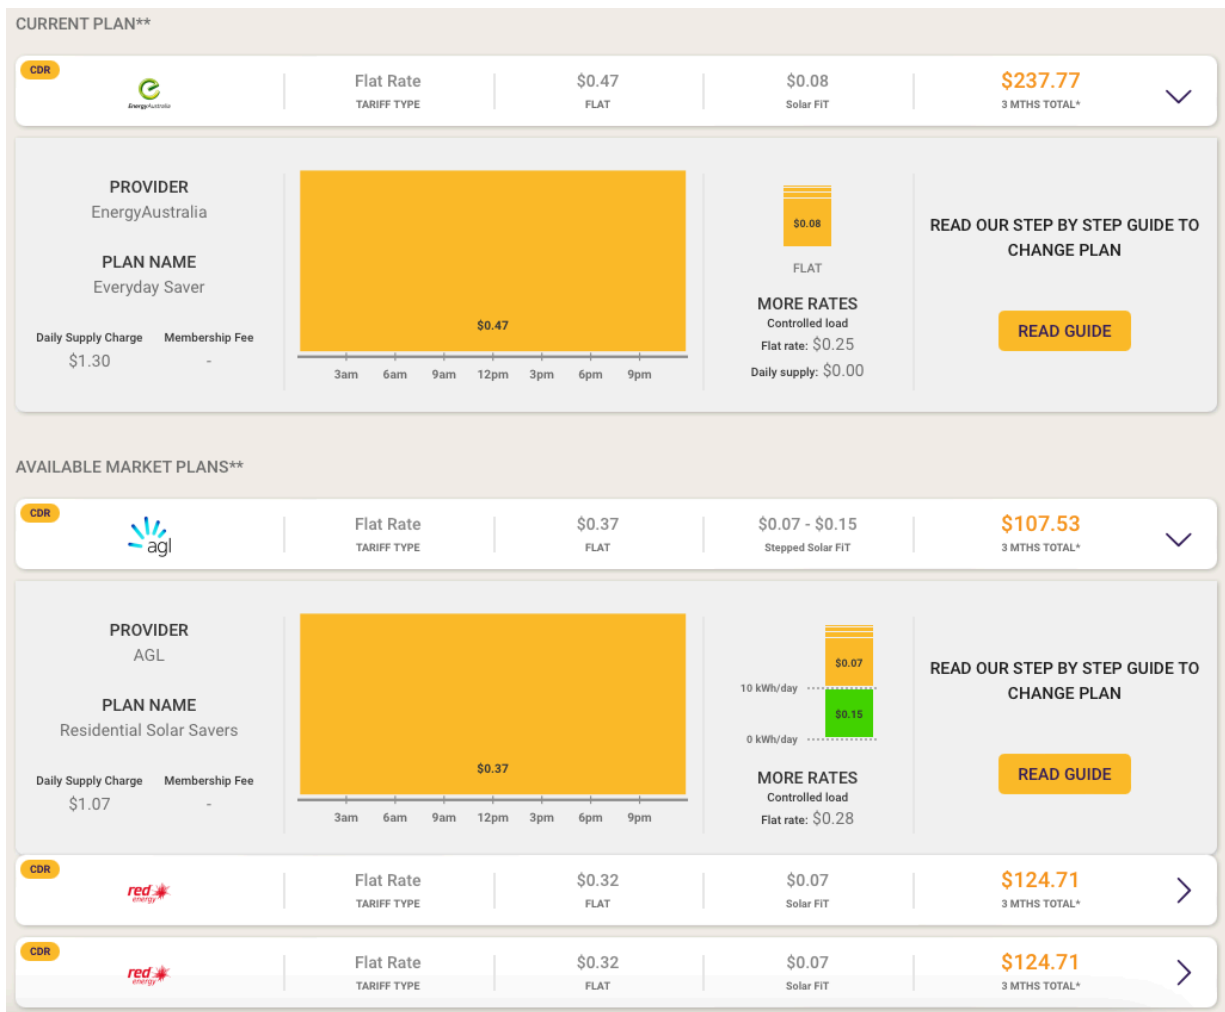 CURRENT PLAN**
CDR
EnergyAustralia
Flat Rate
TARIFF TYPE
$0.47
FLAT
$0.08
Solar FiT
$237.77
3 MTHS TOTAL*
PROVIDER
EnergyAustralia
PLAN NAME
Everyday Saver
Daily Supply Charge Membership Fee
$1.30 -
$0.47
3am 6am 9am 12pm 3pm 6pm 9pm
$0.08
FLAT
MORE RATES
Controlled load
Flat rate: $0.25
Daily supply: $0.00
READ OUR STEP BY STEP GUIDE TO
CHANGE PLAN
READ GUIDE
AVAILABLE MARKET PLANS**
CDR
agl
Flat Rate
TARIFF TYPE
$0.37
FLAT
$0.07 - $0.15
Stepped Solar FiT
$107.53
3 MTHS TOTAL*
PROVIDER
AGL
PLAN NAME
Residential Solar Savers
Daily Supply Charge Membership Fee
$1.07 -
$0.37
3am 6am 9am 12pm 3pm 6pm 9pm
$0.07
10 kWh/day
$0.15
0 kWh/day
MORE RATES
Controlled load
Flat rate: $0.28
READ OUR STEP BY STEP GUIDE TO
CHANGE PLAN
READ GUIDE
CDR
red
energy
Flat Rate
TARIFF TYPE
$0.32
FLAT
$0.07
Solar FiT
$124.71
3 MTHS TOTAL*
CDR
red
energy
Flat Rate
TARIFF TYPE
$0.32
FLAT
$0.07
Solar FiT
$124.71
3 MTHS TOTAL*